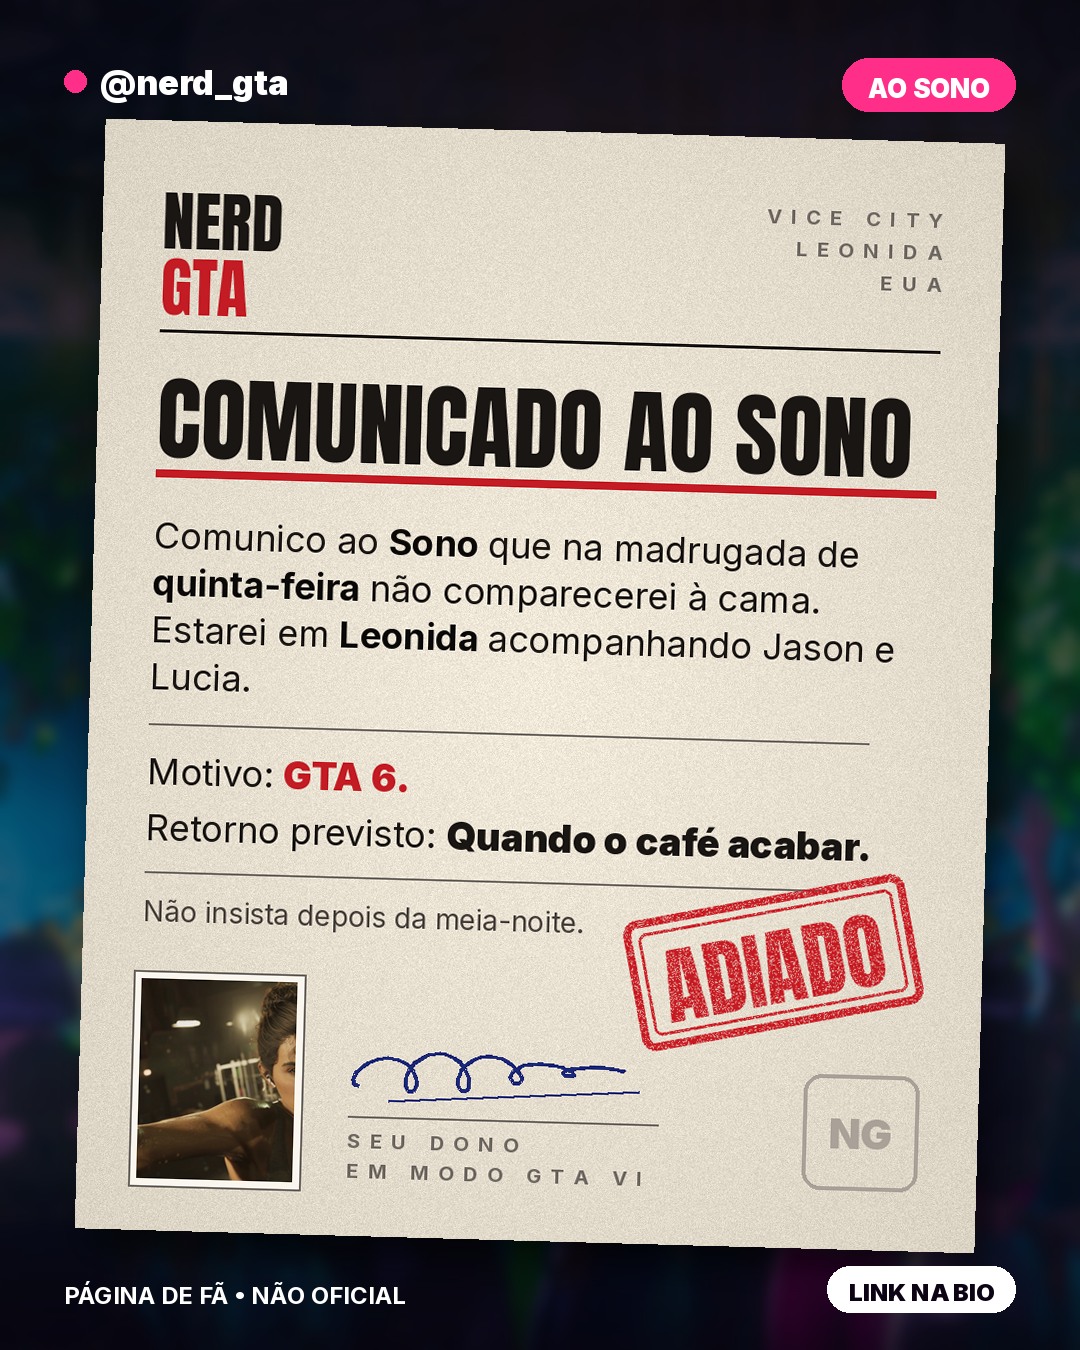 @nerd_gta
AO SONO
NERD
GTA
VICE CITY
LEONIDA
EUA
COMUNICADO AO SONO
Comunico ao Sono que na madrugada de
quinta-feira não comparecerei à cama.
Estarei em Leonida acompanhando Jason e
Lucia.
Motivo: GTA 6.
Retorno previsto: Quando o café acabar.
Não insista depois da meia-noite.
ADIADO
SEU DONO
EM MODO GTA VI
NG
PÁGINA DE FÃ • NÃO OFICIAL
LINK NA BIO